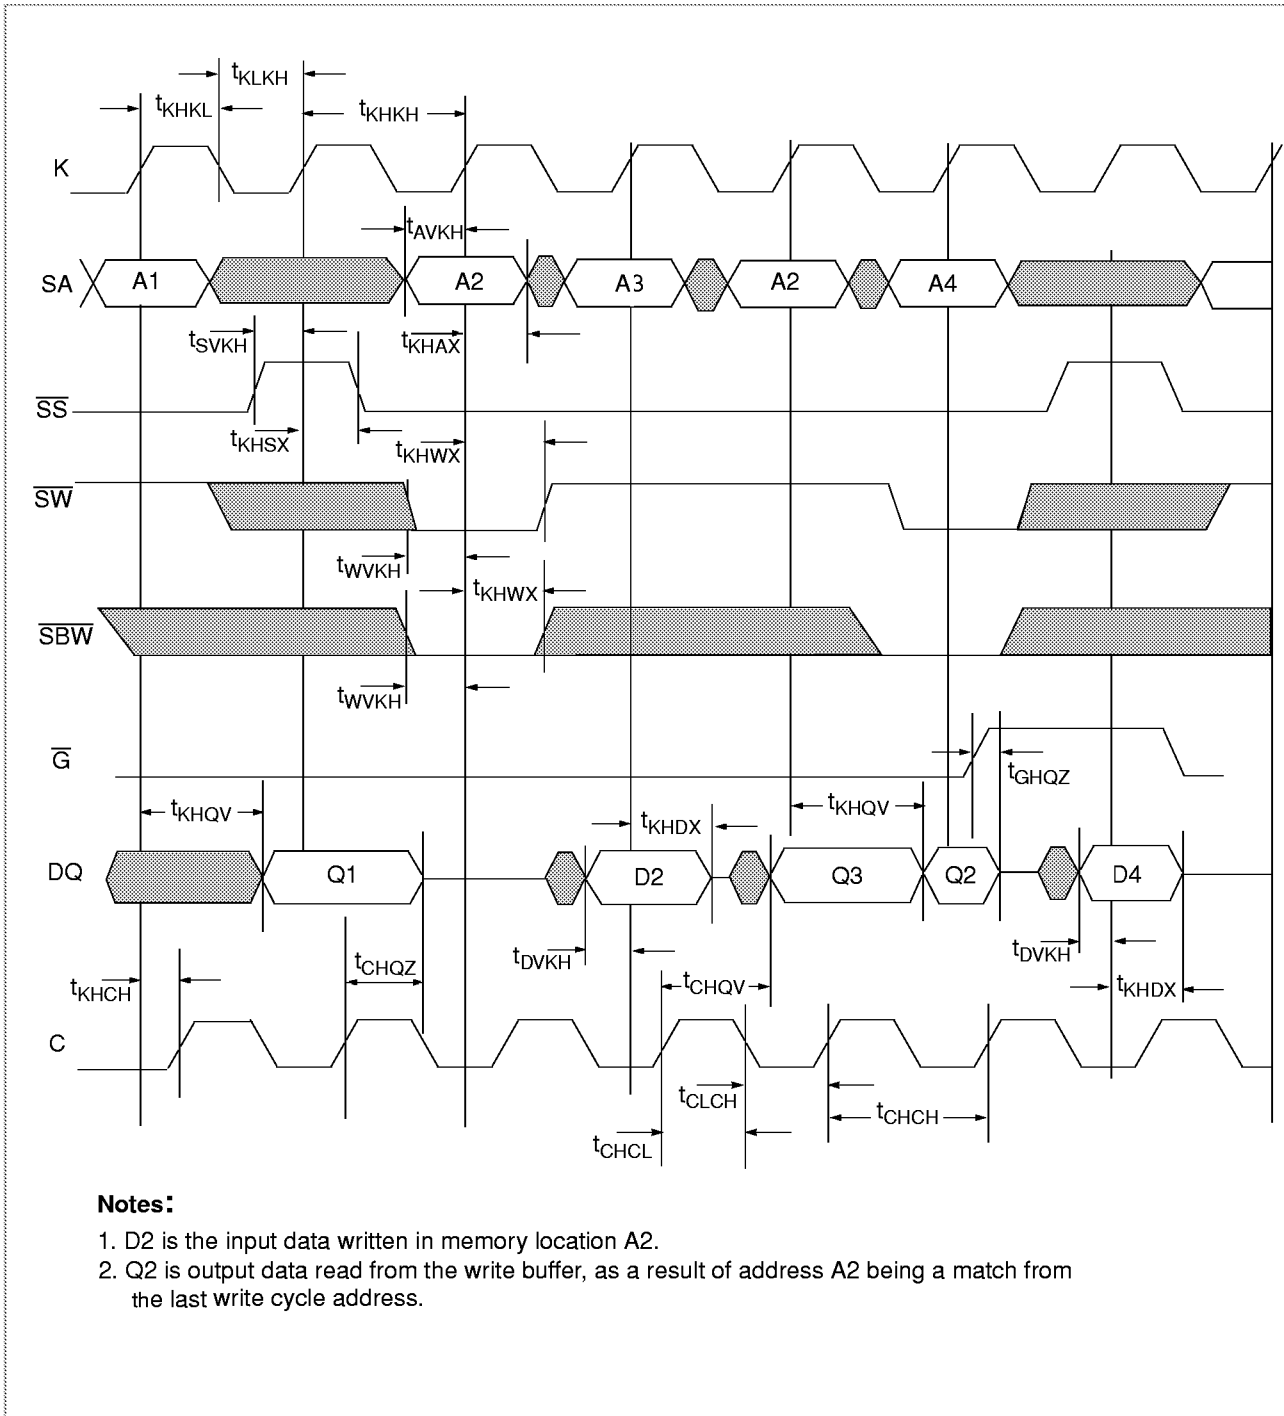 tKLKH
tKHKL
tKHKH
K
tAVKH
SA A1 A2 A3 A2 A4
tSVKH
tKHAX
SS
tKHSX
tKHWX
SW
tWVKH
tKHWX
SBW
tWVKH
G
tGHQZ
tKHQV
tKHDX
tKHQV
DQ Q1 D2 Q3 Q2 D4
tKHCH
tCHQZ
tDVKH
tCHQV
tDVKH
tKHDX
C
tCLCH
tCHCH
tCHCL
Notes:
1. D2 is the input data written in memory location A2.
2. Q2 is output data read from the write buffer, as a result of address A2 being a match from
the last write cycle address.